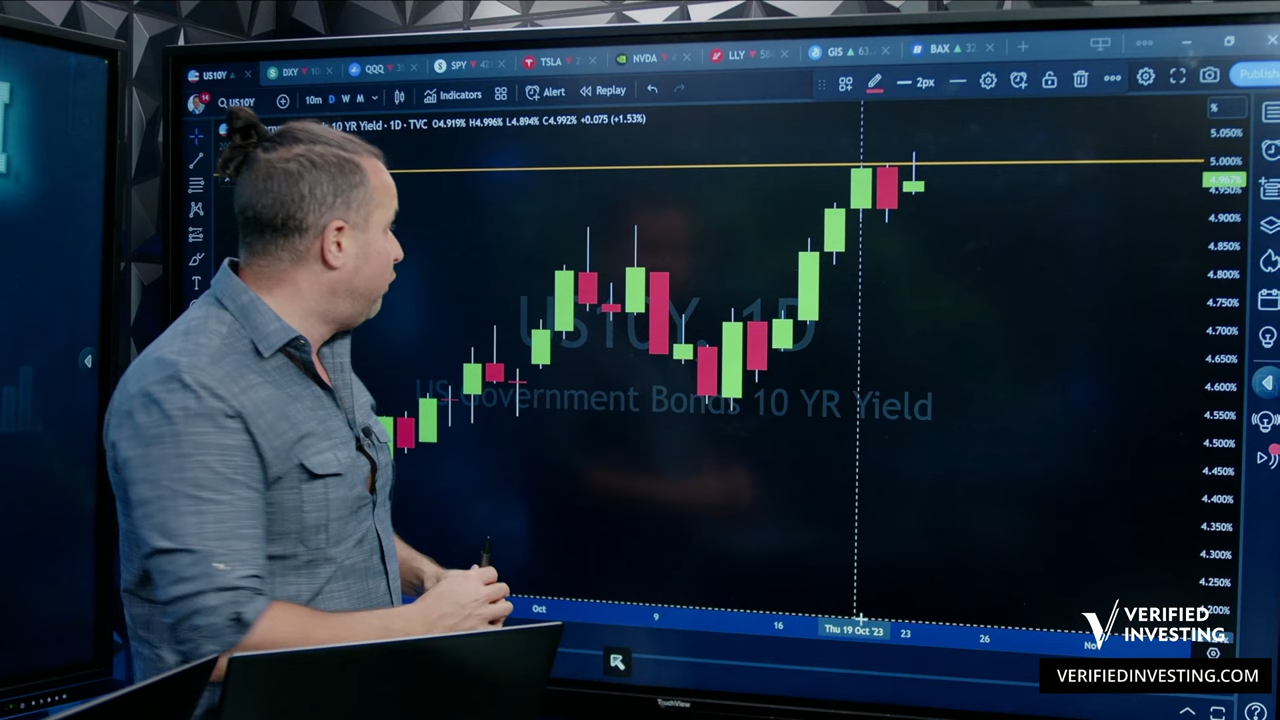 US10Y
DXY
QQQ
SPY
TSLA
NVDA
LLY
GIS
BAX
US10Y
10m D W M
Indicators
Alert
Replay
2px
Publish
10 YR Yield · 1D · TVC O4.919% H4.996% L4.894% C4.992% +0.075 (+1.53%)
%
5.050%
5.000%
4.967%
4.950%
4.900%
4.850%
4.800%
4.750%
4.700%
4.650%
4.600%
4.550%
4.500%
4.450%
4.400%
4.350%
4.300%
4.250%
US10Y, 1D
US Government Bonds 10 YR Yield
Oct
9
16
Thu 19 Oct '23
23
26
VERIFIED
INVESTING
VERIFIEDINVESTING.COM
TouchView